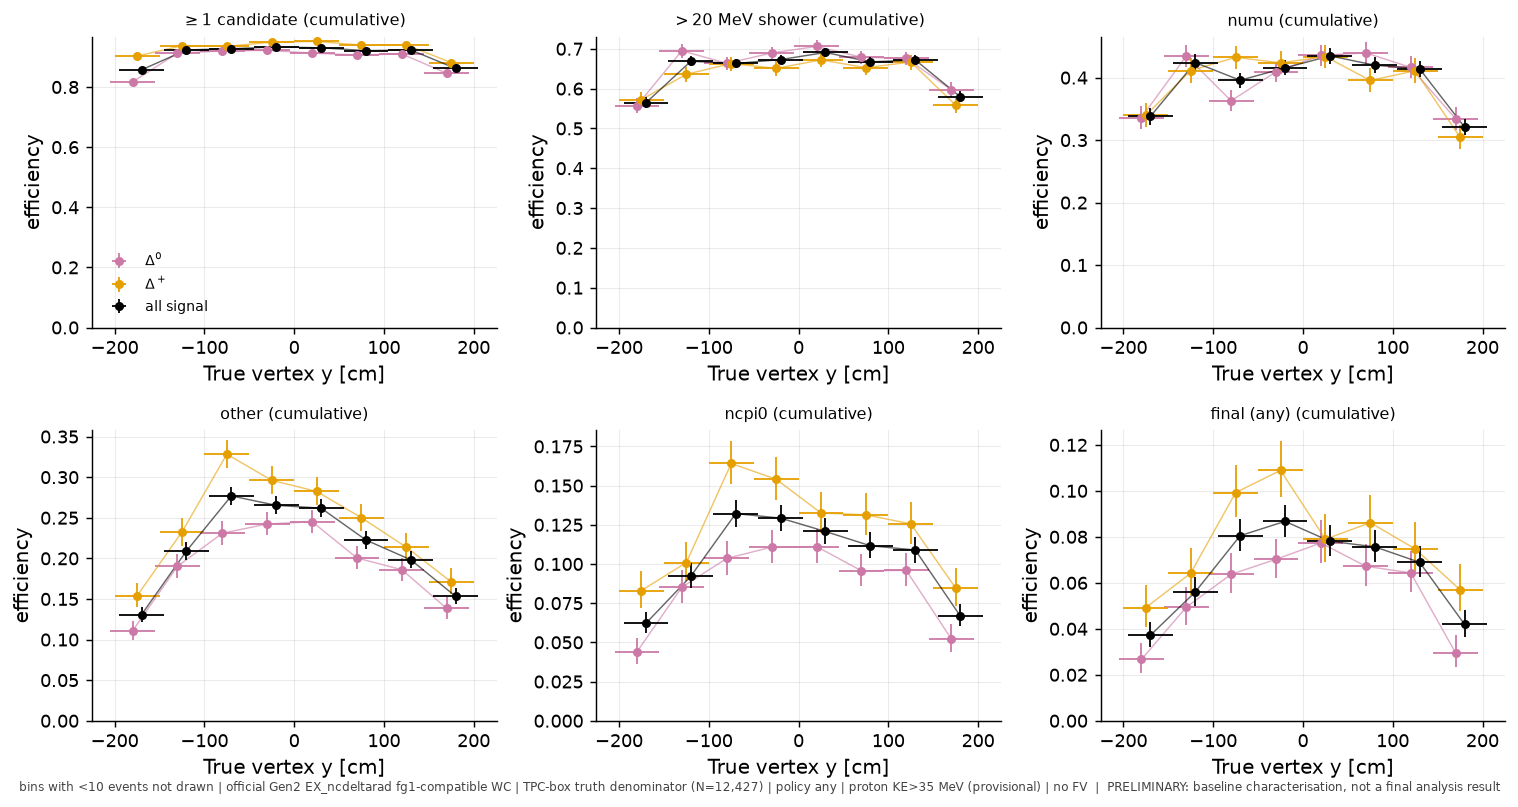 ≥ 1 candidate (cumulative)
> 20 MeV shower (cumulative)
numu (cumulative)
efficiency
0.8
0.6
0.4
0.2
0.0
Δ⁰
Δ⁺
all signal
−200 −100 0 100 200
True vertex y [cm]
efficiency
0.7
0.6
0.5
0.4
0.3
0.2
0.1
0.0
−200 −100 0 100 200
True vertex y [cm]
efficiency
0.4
0.3
0.2
0.1
0.0
−200 −100 0 100 200
True vertex y [cm]
other (cumulative)
ncpi0 (cumulative)
final (any) (cumulative)
efficiency
0.35
0.30
0.25
0.20
0.15
0.10
0.05
0.00
−200 −100 0 100 200
True vertex y [cm]
efficiency
0.175
0.150
0.125
0.100
0.075
0.050
0.025
0.000
−200 −100 0 100 200
True vertex y [cm]
efficiency
0.12
0.10
0.08
0.06
0.04
0.02
0.00
−200 −100 0 100 200
True vertex y [cm]
bins with <10 events not drawn | official Gen2 EX_ncdeltarad fg1-compatible WC | TPC-box truth denominator (N=12,427) | policy any | proton KE>35 MeV (provisional) | no FV | PRELIMINARY: baseline characterisation, not a final analysis result